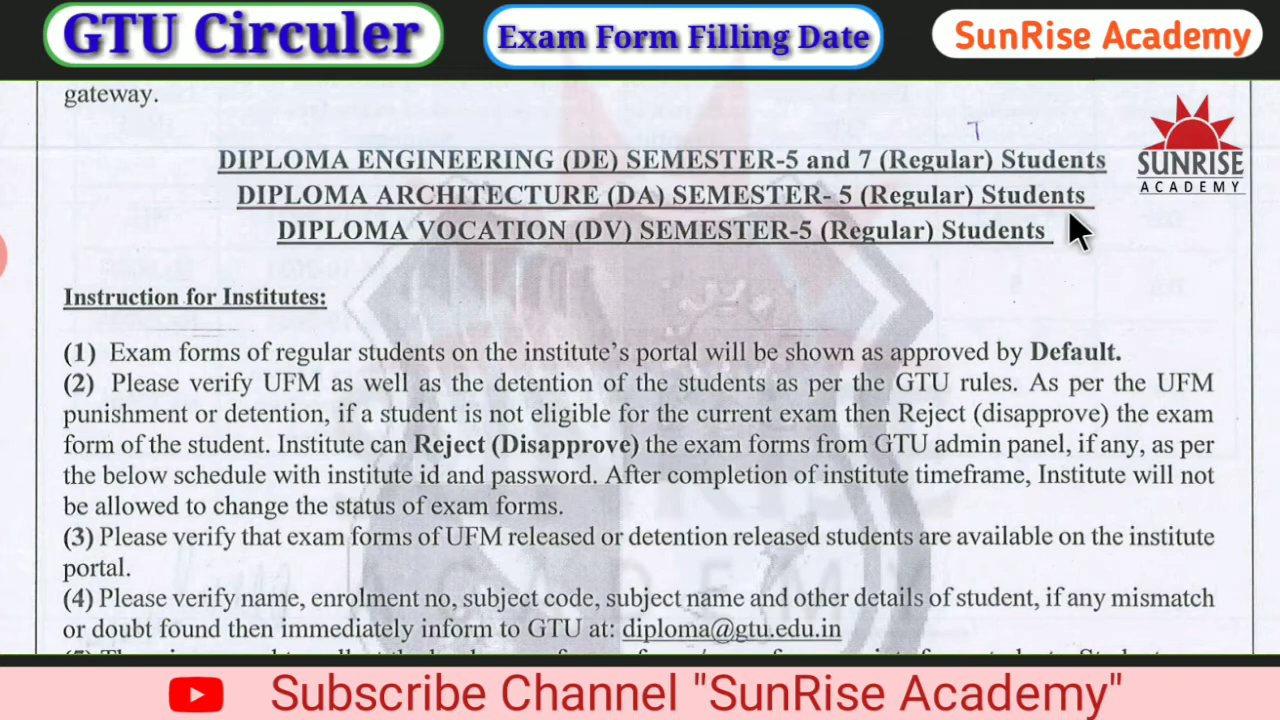 GTU Circuler
Exam Form Filling Date
SunRise Academy
gateway.
SUNRISE
ACADEMY
DIPLOMA ENGINEERING (DE) SEMESTER-5 and 7 (Regular) Students
DIPLOMA ARCHITECTURE (DA) SEMESTER- 5 (Regular) Students
DIPLOMA VOCATION (DV) SEMESTER-5 (Regular) Students
Instruction for Institutes:
(1) Exam forms of regular students on the institute's portal will be shown as approved by Default.
(2) Please verify UFM as well as the detention of the students as per the GTU rules. As per the UFM
punishment or detention, if a student is not eligible for the current exam then Reject (disapprove) the exam
form of the student. Institute can Reject (Disapprove) the exam forms from GTU admin panel, if any, as per
the below schedule with institute id and password. After completion of institute timeframe, Institute will not
be allowed to change the status of exam forms.
(3) Please verify that exam forms of UFM released or detention released students are available on the institute
portal.
(4) Please verify name, enrolment no, subject code, subject name and other details of student, if any mismatch
or doubt found then immediately inform to GTU at: diploma@gtu.edu.in
Subscribe Channel "SunRise Academy"